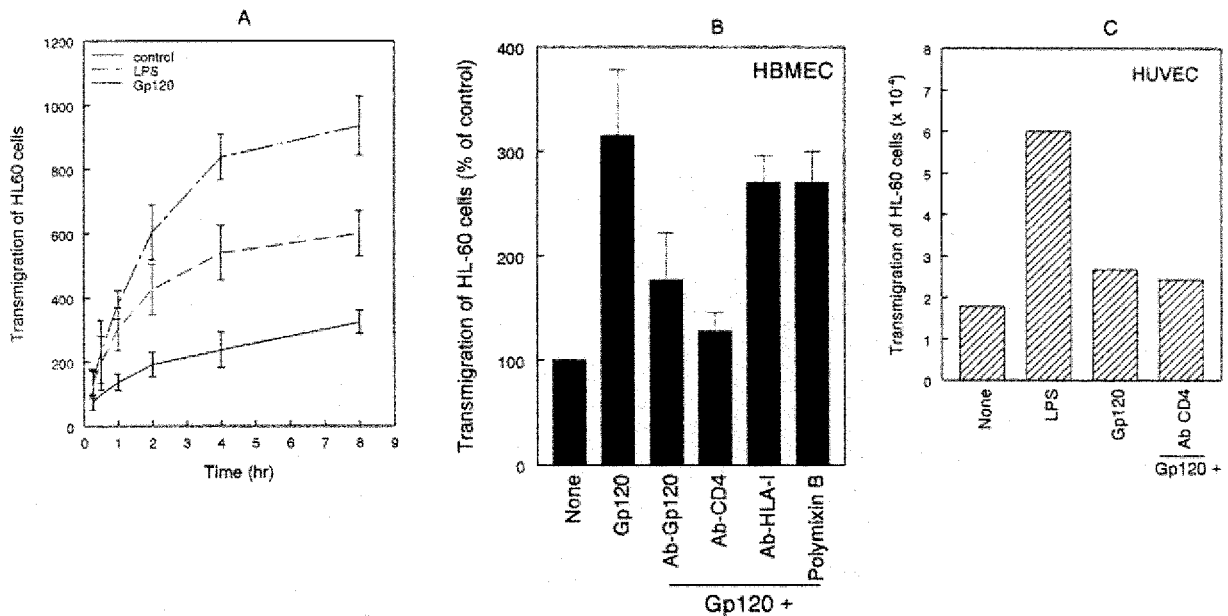 A
1200
1000
800
600
400
200
0
control
LPS
Gp120
Transmigration of HL60 cells
0 1 2 3 4 5 6 7 8 9
Time (hr)
B
400
300
200
100
0
HBMEC
Transmigration of HL-60 cells (% of control)
None
Gp120
Ab-Gp120
Ab-CD4
Ab-HLA-I
Polymixin B
Gp120 +
C
8
7
6
5
4
3
2
1
0
HUVEC
Transmigration of HL-60 cells (x 10⁻⁴)
None
LPS
Gp120
Ab CD4
Gp120 +